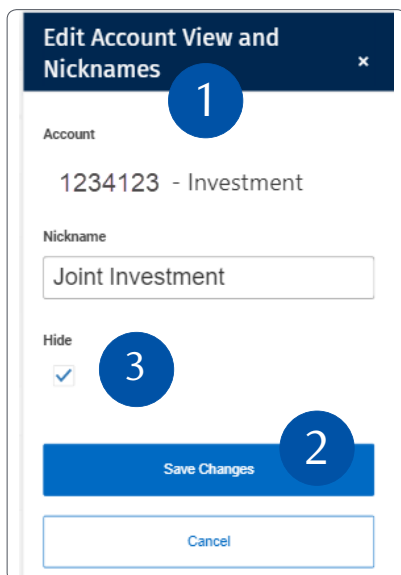 Edit Account View and
Nicknames
×
1
Account
1234123 - Investment
Nickname
Joint Investment
Hide
3
2
Save Changes
Cancel